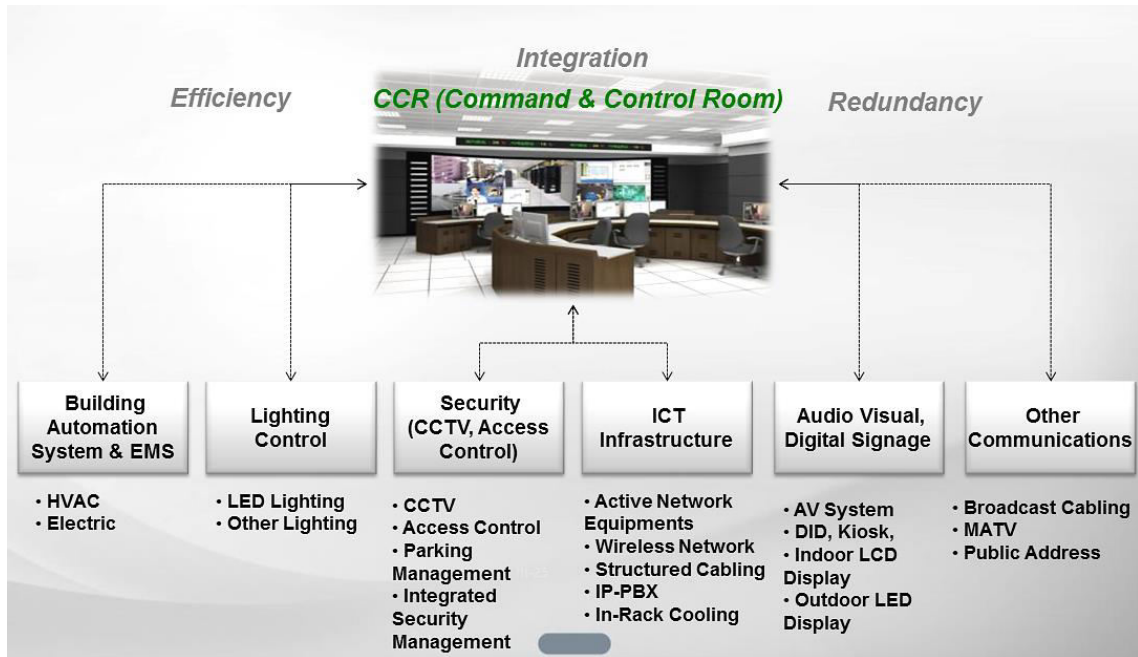 Integration
Efficiency
CCR (Command & Control Room)
Redundancy
Building
Automation
System & EMS
• HVAC
• Electric
Lighting
Control
• LED Lighting
• Other Lighting
Security
(CCTV, Access
Control)
• CCTV
• Access Control
• Parking
Management
• Integrated
Security
Management
ICT
Infrastructure
• Active Network
Equipments
• Wireless Network
• Structured Cabling
• IP-PBX
• In-Rack Cooling
Audio Visual,
Digital Signage
• AV System
• DID, Kiosk,
• Indoor LCD
Display
• Outdoor LED
Display
Other
Communications
• Broadcast Cabling
• MATV
• Public Address